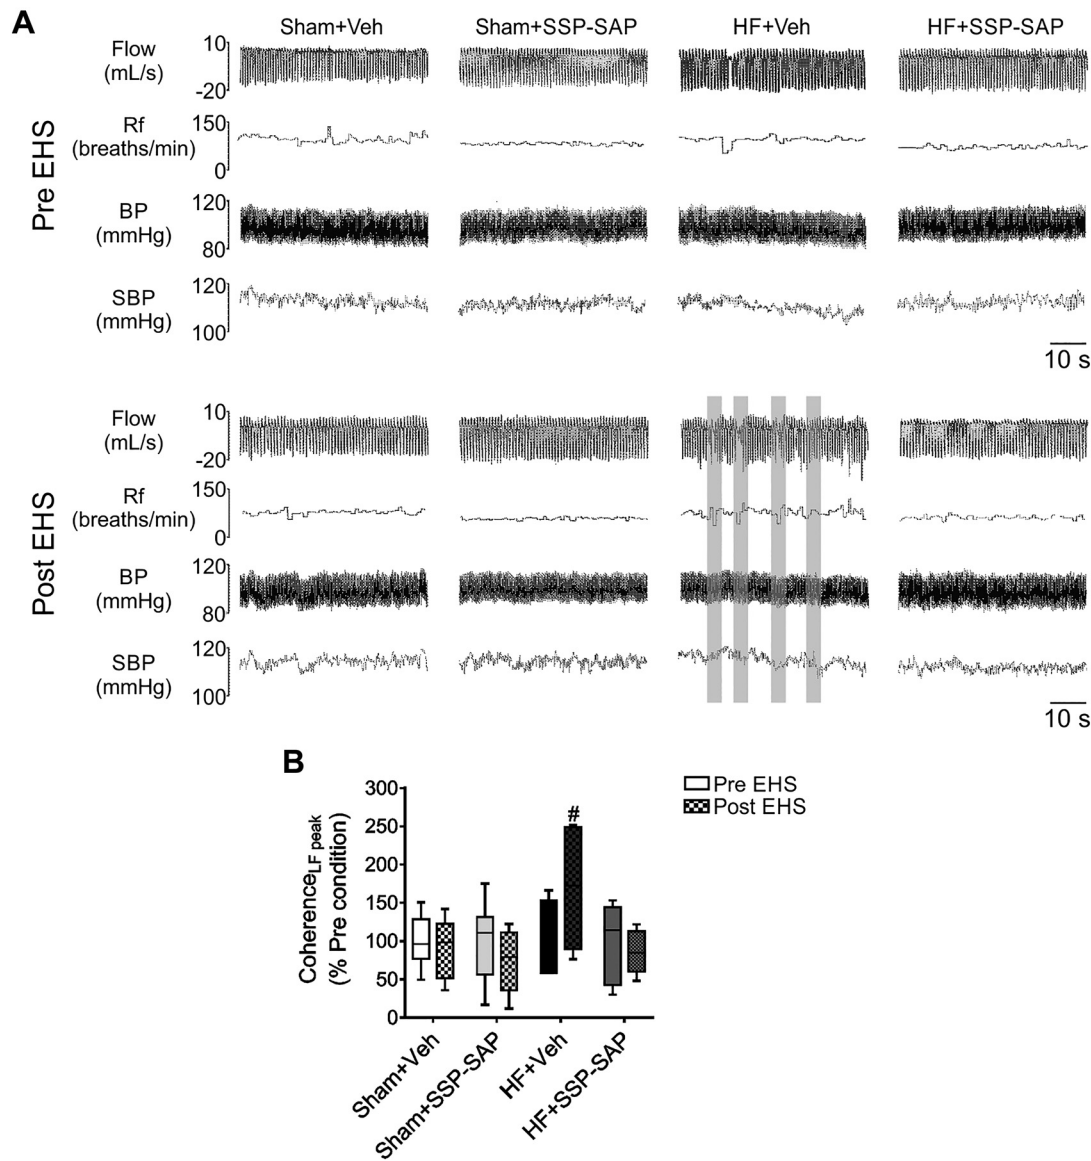 A
Sham+Veh Sham+SSP-SAP HF+Veh HF+SSP-SAP
Pre EHS
Flow
(mL/s)
10
-20
Rf
(breaths/min)
150
0
BP
(mmHg)
120
80
SBP
(mmHg)
120
100
10 s
Post EHS
Flow
(mL/s)
10
-20
Rf
(breaths/min)
150
0
BP
(mmHg)
120
80
SBP
(mmHg)
120
100
10 s
B
Coherence LF peak
(% Pre condition)
300
250
200
150
100
50
0
#
Pre EHS
Post EHS
Sham+Veh
Sham+SSP-SAP
HF+Veh
HF+SSP-SAP